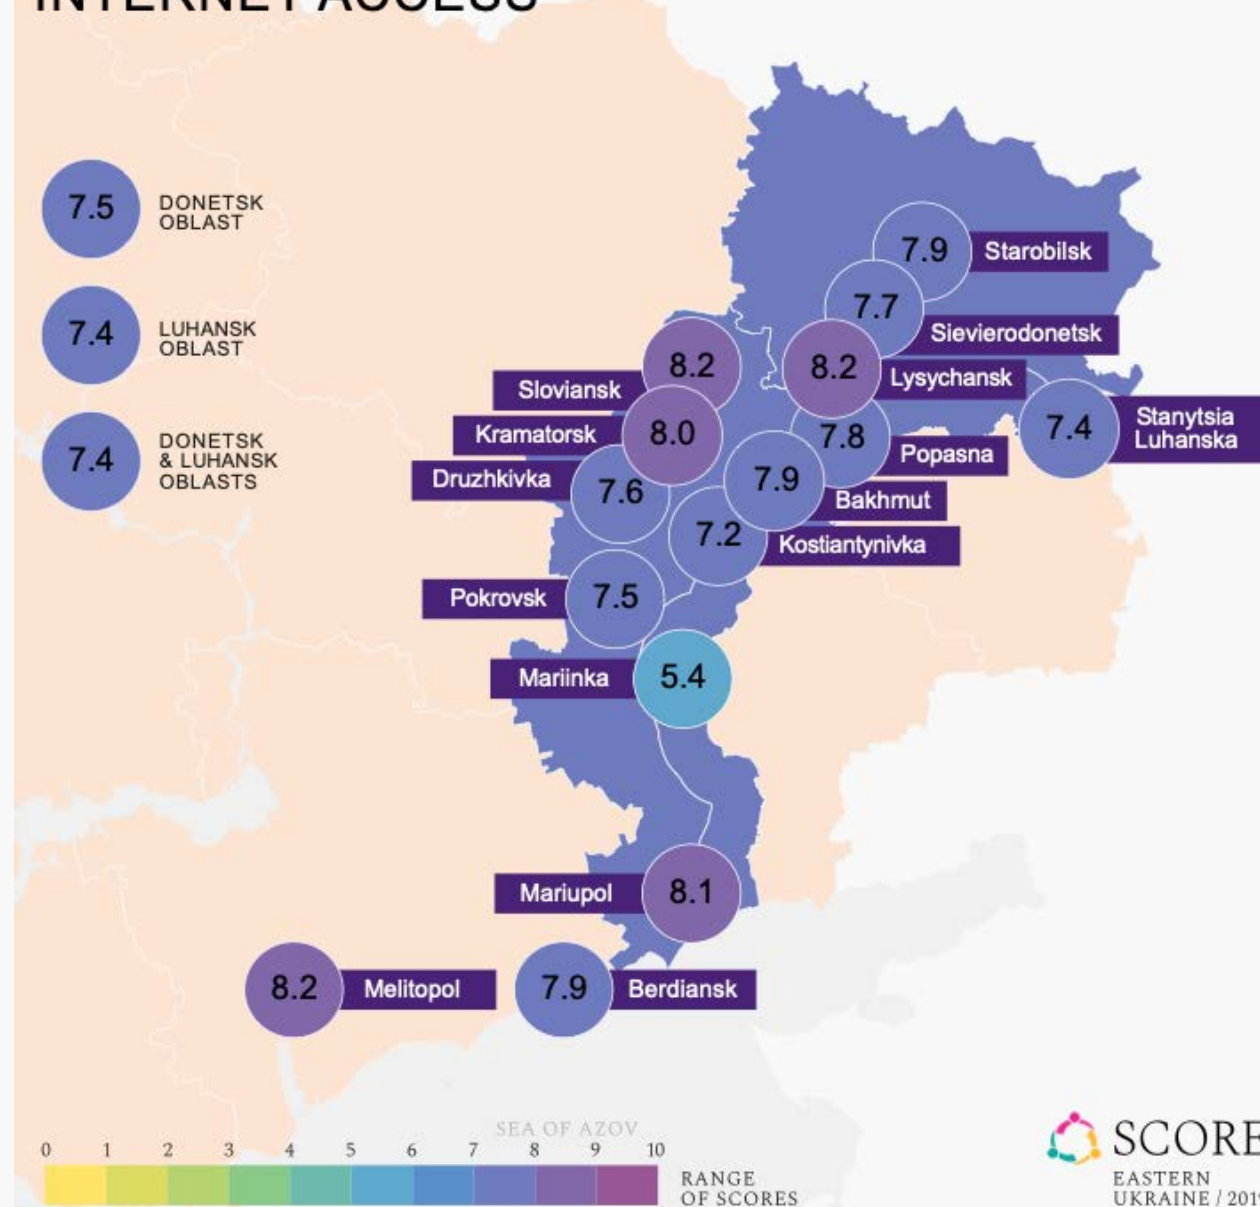 INTERNET ACCESS
7.5
DONETSK
OBLAST
7.4
LUHANSK
OBLAST
7.4
DONETSK
& LUHANSK
OBLASTS
7.9
Starobilsk
7.7
Sievierodonetsk
8.2
Sloviansk
8.2
Lysychansk
8.0
Kramatorsk
7.8
Popasna
7.4
Stanytsia
Luhanska
7.6
Druzhkivka
7.9
Bakhmut
7.2
Kostiantynivka
7.5
Pokrovsk
5.4
Mariinka
8.1
Mariupol
8.2
Melitopol
7.9
Berdiansk
SEA OF AZOV
0 1 2 3 4 5 6 7 8 9 10
RANGE
OF SCORES
SCORE
EASTERN
UKRAINE / 2019